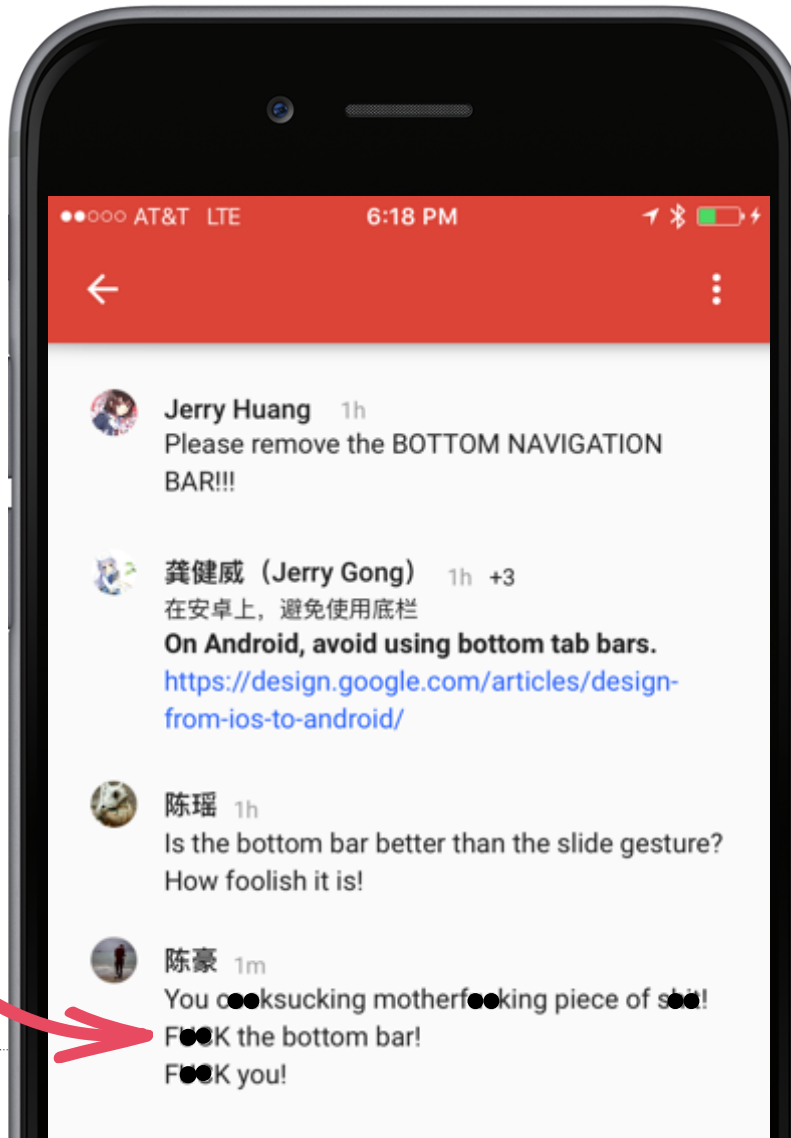 AT&T LTE 6:18 PM
Jerry Huang 1h
Please remove the BOTTOM NAVIGATION
BAR!!!
龚健威（Jerry Gong） 1h +3
在安卓上，避免使用底栏
On Android, avoid using bottom tab bars.
https://design.google.com/articles/design-
from-ios-to-android/
陈瑶 1h
Is the bottom bar better than the slide gesture?
How foolish it is!
陈豪 1m
You c●●ksucking motherf●●king piece of s●●t!
F●●K the bottom bar!
F●●K you!